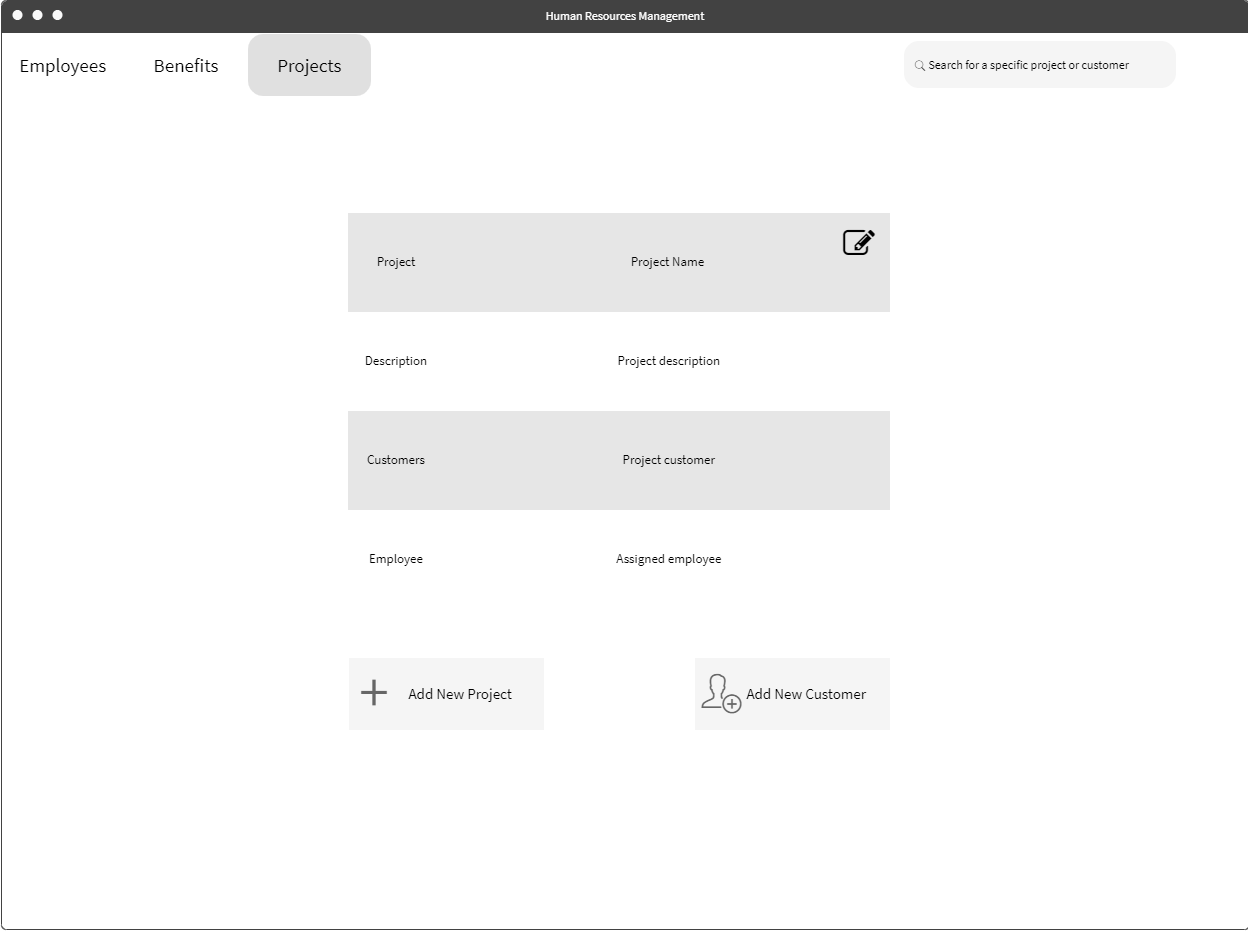 Human Resources Management
Employees Benefits Projects
Search for a specific project or customer
Project Project Name
Description Project description
Customers Project customer
Employee Assigned employee
Add New Project Add New Customer